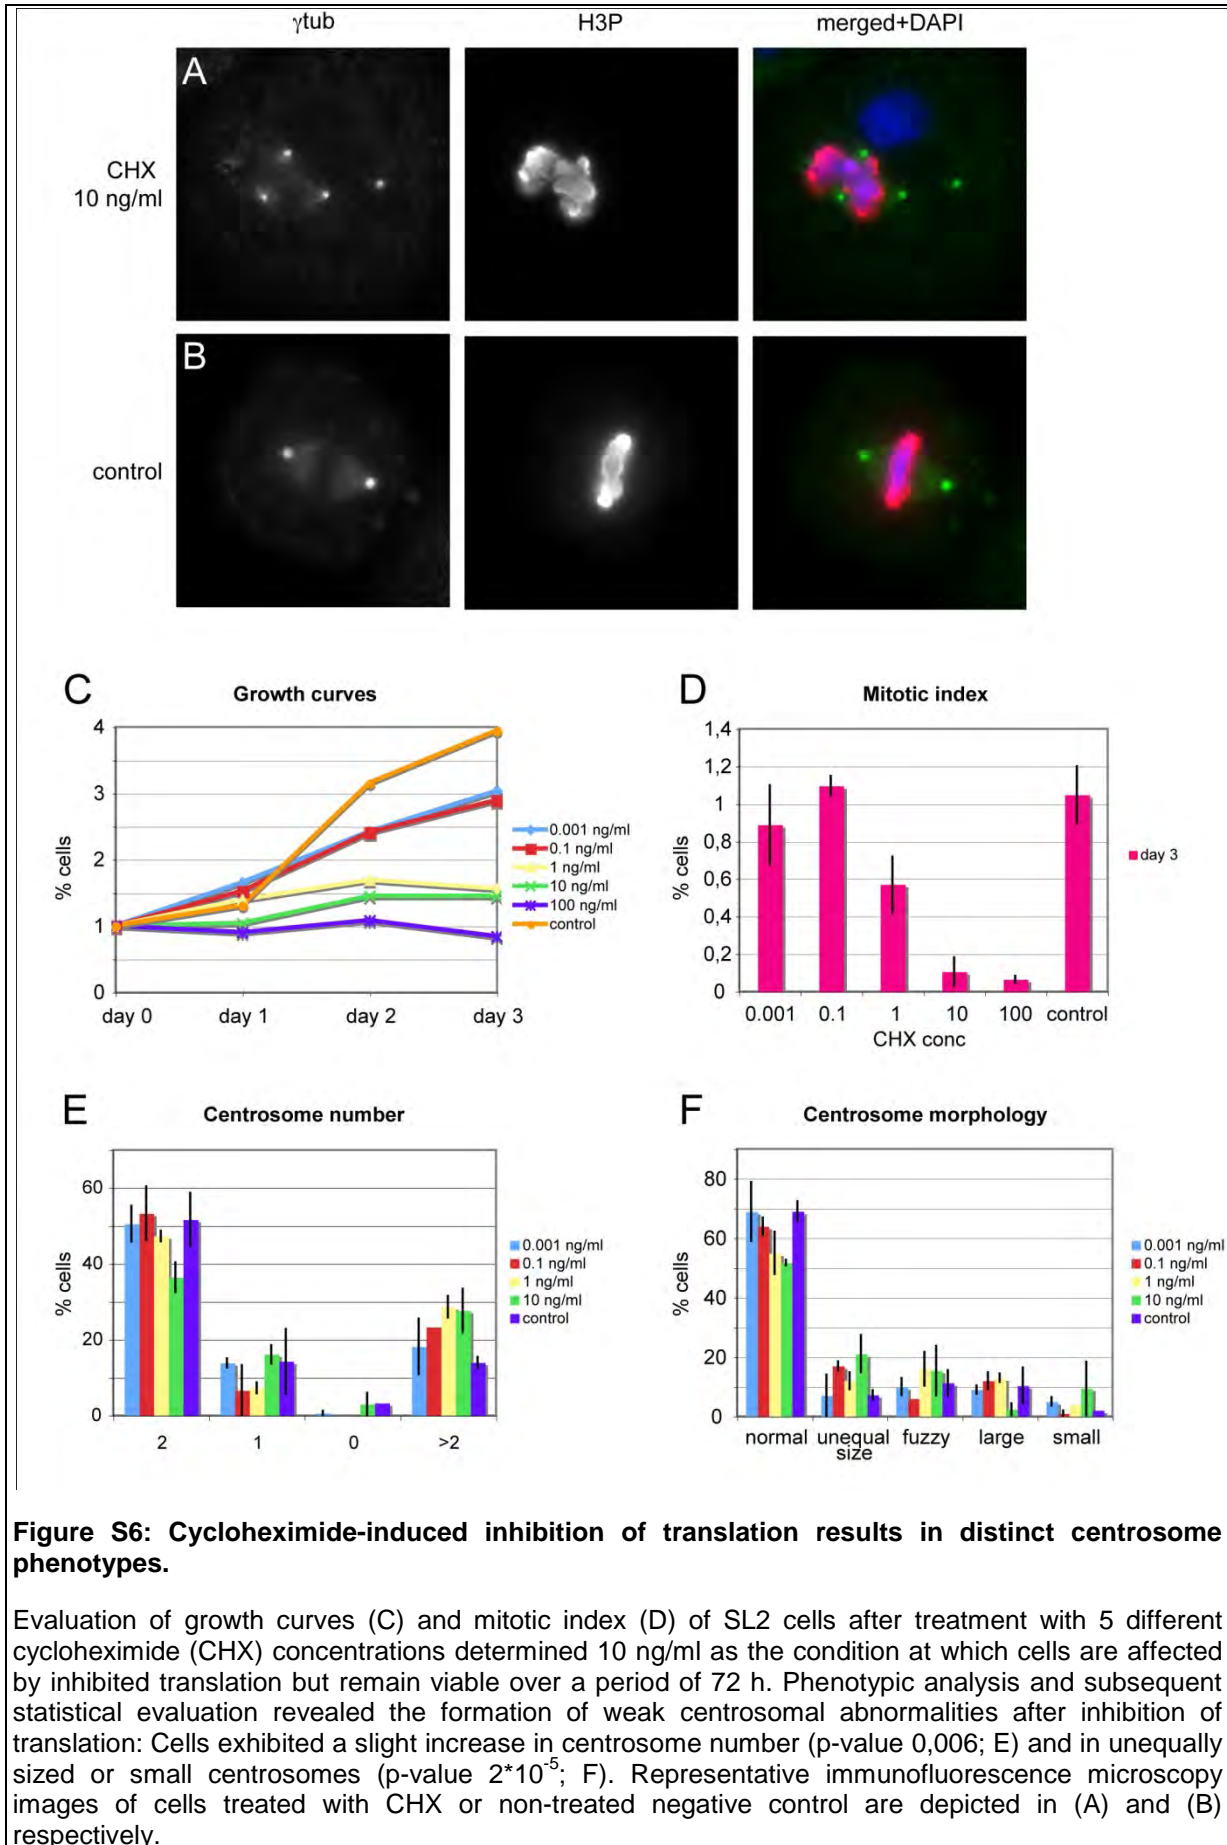 γtub H3P merged+DAPI
A
CHX
10 ng/ml
B
control
C Growth curves
% cells
4
3
2
1
0
day 0 day 1 day 2 day 3
0.001 ng/ml
0.1 ng/ml
1 ng/ml
10 ng/ml
100 ng/ml
control
D Mitotic index
% cells
1,4
1,2
1
0,8
0,6
0,4
0,2
0
0.001 0.1 1 10 100 control
CHX conc
day 3
E Centrosome number
% cells
60
40
20
0
2 1 0 >2
0.001 ng/ml
0.1 ng/ml
1 ng/ml
10 ng/ml
control
F Centrosome morphology
% cells
80
60
40
20
0
normal unequal fuzzy large small
size
0.001 ng/ml
0.1 ng/ml
1 ng/ml
10 ng/ml
control
Figure S6: Cycloheximide-induced inhibition of translation results in distinct centrosome
phenotypes.
Evaluation of growth curves (C) and mitotic index (D) of SL2 cells after treatment with 5 different
cycloheximide (CHX) concentrations determined 10 ng/ml as the condition at which cells are affected
by inhibited translation but remain viable over a period of 72 h. Phenotypic analysis and subsequent
statistical evaluation revealed the formation of weak centrosomal abnormalities after inhibition of
translation: Cells exhibited a slight increase in centrosome number (p-value 0,006; E) and in unequally
sized or small centrosomes (p-value 2*10⁻⁵; F). Representative immunofluorescence microscopy
images of cells treated with CHX or non-treated negative control are depicted in (A) and (B)
respectively.